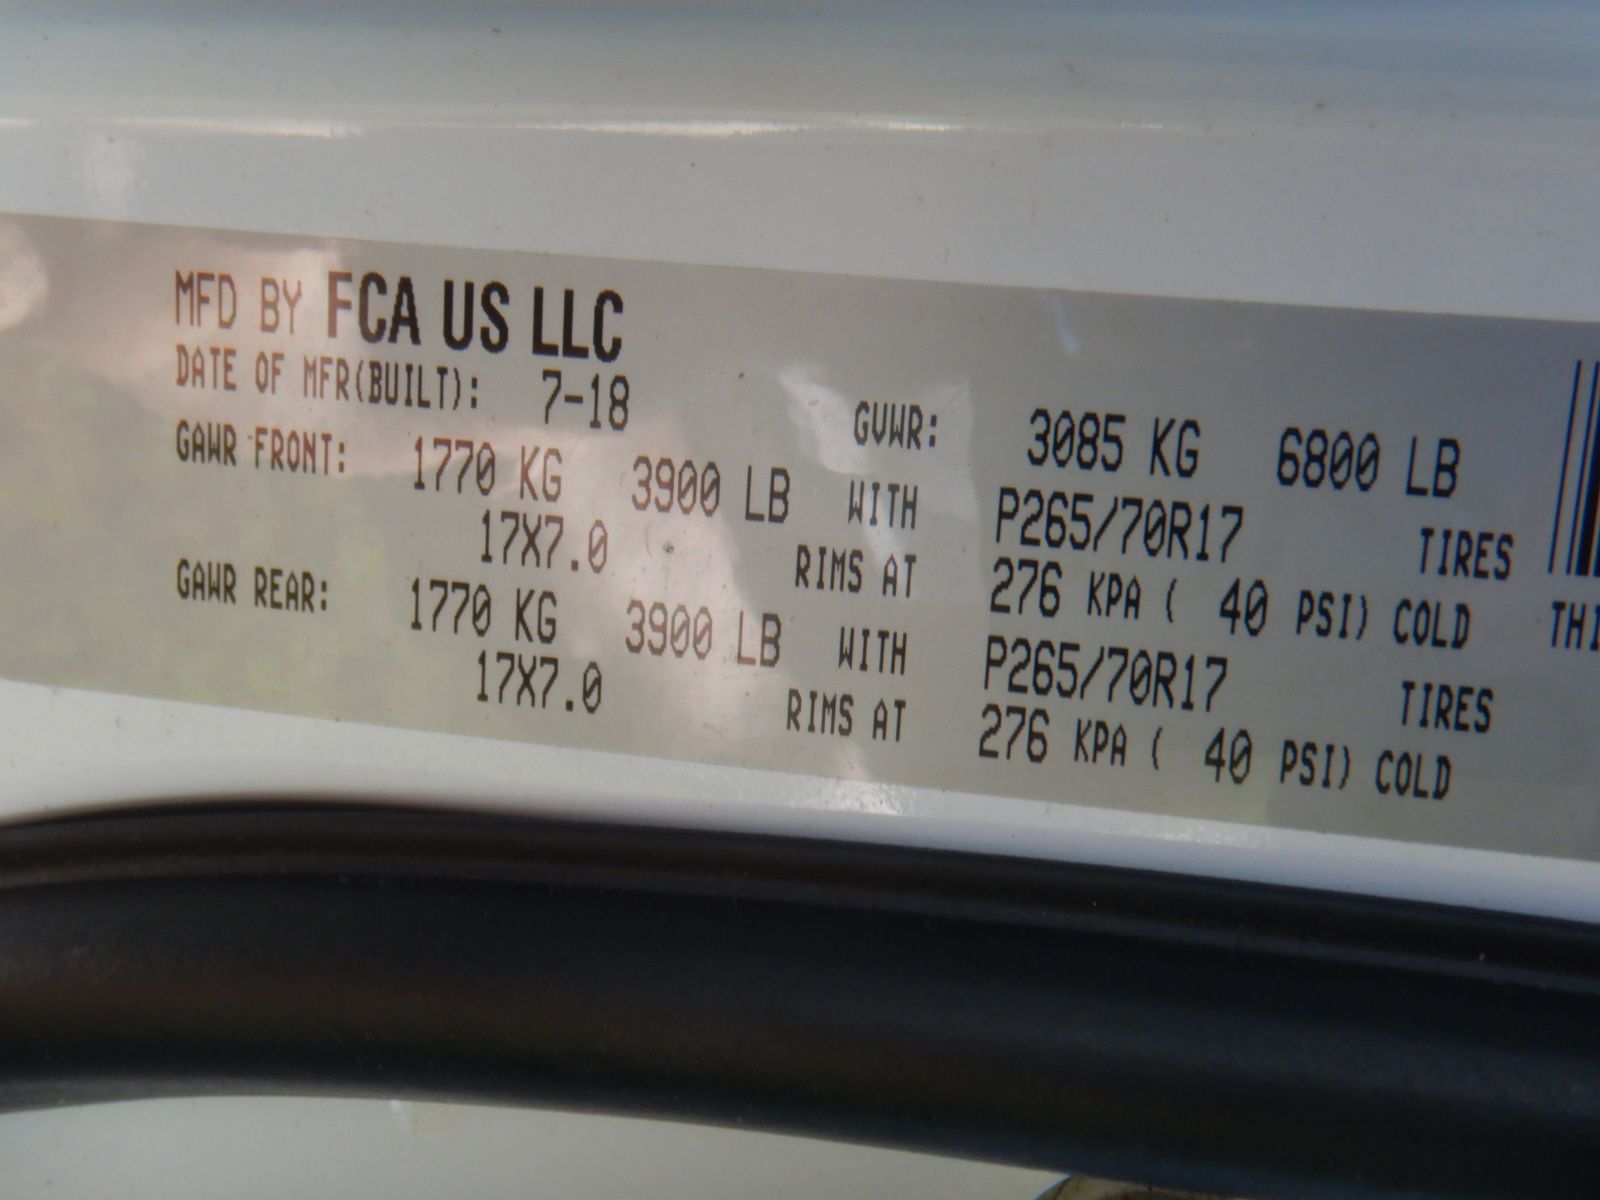 MFD BY FCA US LLC
DATE OF MFR(BUILT): 7-18 GVWR: 3085 KG 6800 LB
GAWR FRONT: 1770 KG 3900 LB WITH P265/70R17 TIRES
17X7.0 RIMS AT 276 KPA ( 40 PSI) COLD
GAWR REAR: 1770 KG 3900 LB WITH P265/70R17 TIRES
17X7.0 RIMS AT 276 KPA ( 40 PSI) COLD
THI